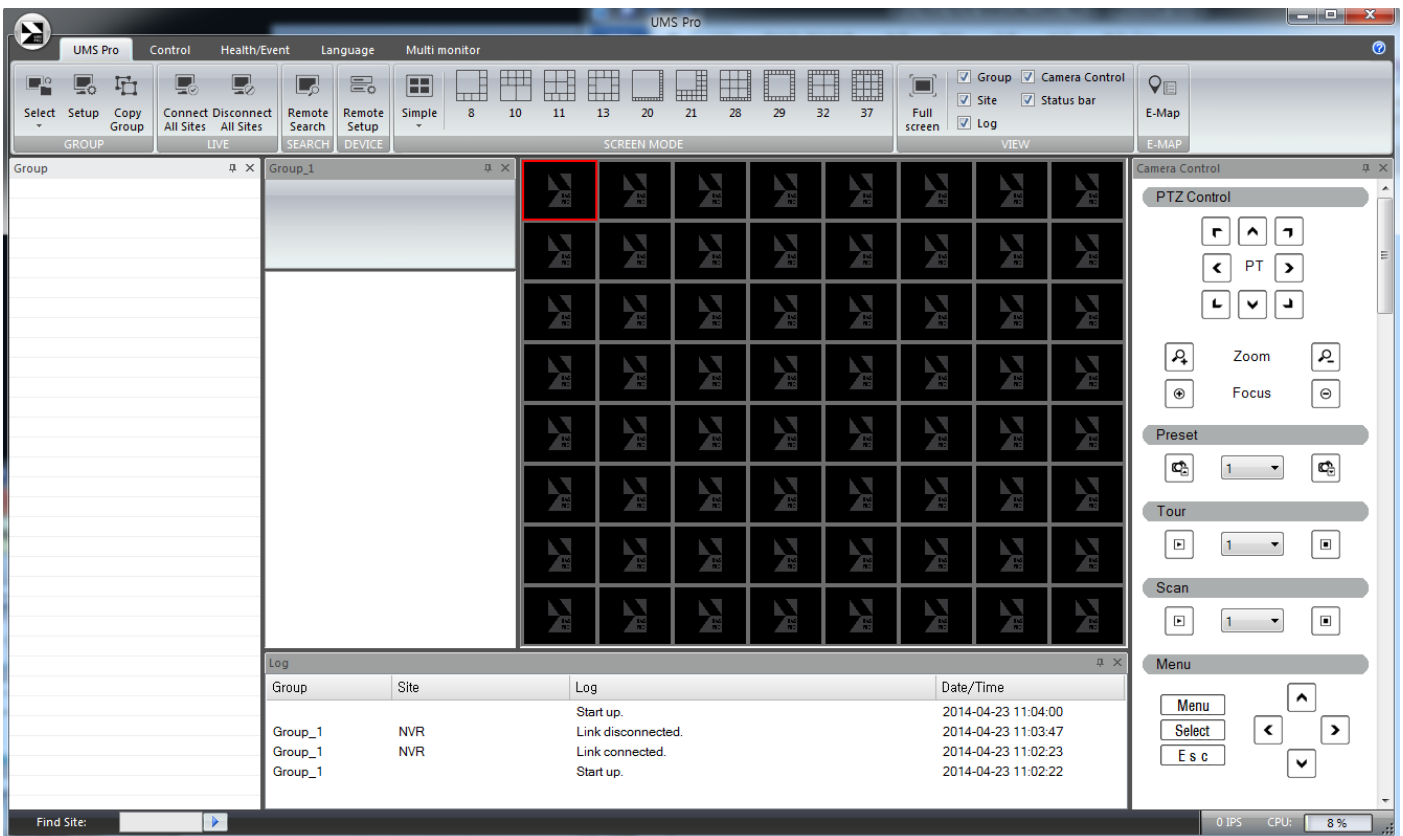 UMS Pro
UMS Pro Control Health/Event Language Multi monitor
Select Setup Copy Group
GROUP
Connect All Sites Disconnect All Sites
LIVE
Remote Search
SEARCH
Remote Setup
DEVICE
Simple 8 10 11 13 20 21 28 29 32 37
SCREEN MODE
Full screen
Group Camera Control
Site Status bar
Log
VIEW
E-Map
E-MAP
Group
Group_1
Camera Control
PTZ Control
PT
Zoom
Focus
Preset
1
Tour
1
Scan
1
Menu
Menu
Select
Esc
Log
Group Site Log Date/Time
Start up. 2014-04-23 11:04:00
Group_1 NVR Link disconnected. 2014-04-23 11:03:47
Group_1 NVR Link connected. 2014-04-23 11:02:23
Group_1 Start up. 2014-04-23 11:02:22
Find Site:
0 IPS CPU: 8 %